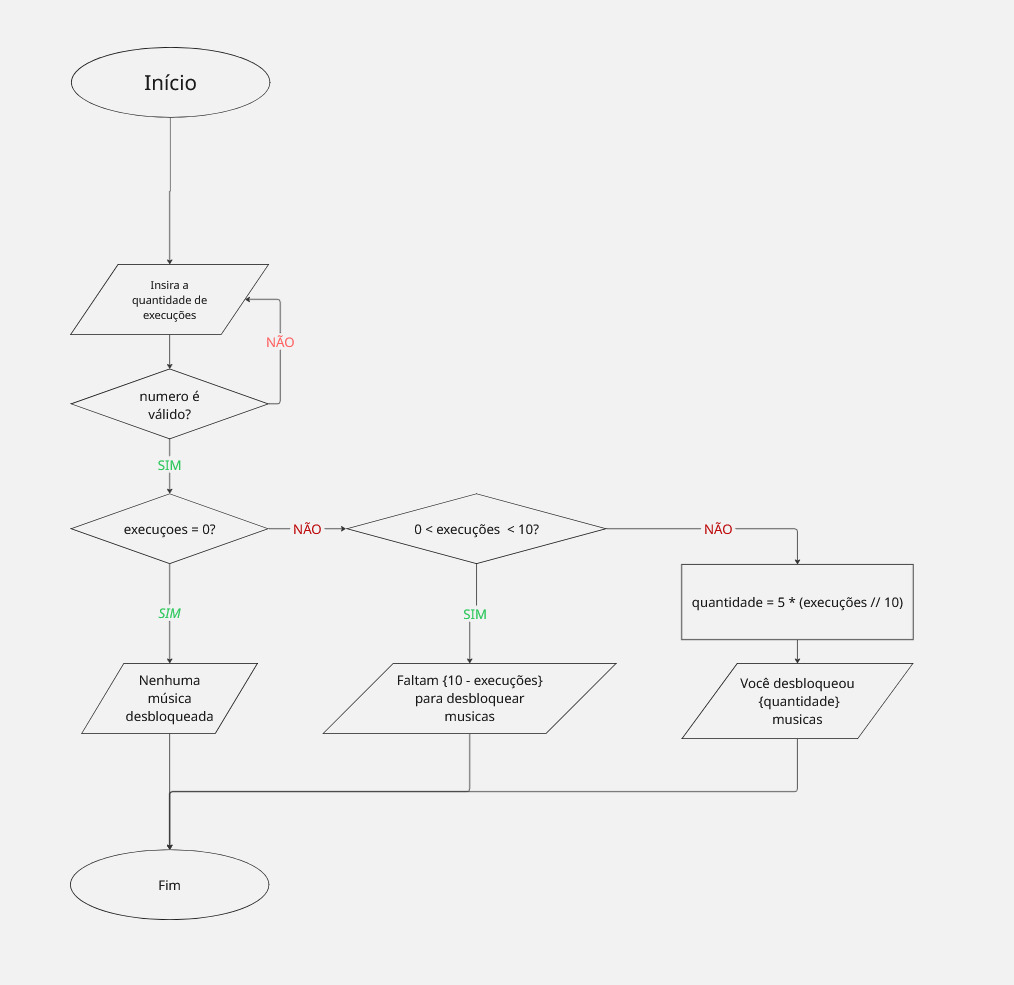 Início
Insira a
quantidade de
execuções
NÃO
numero é
válido?
SIM
execuçoes = 0?
NÃO
0 < execuções < 10?
NÃO
quantidade = 5 * (execuções // 10)
SIM
SIM
Nenhuma
música
desbloqueada
Faltam {10 - execuções}
para desbloquear
musicas
Você desbloqueou
{quantidade}
musicas
Fim